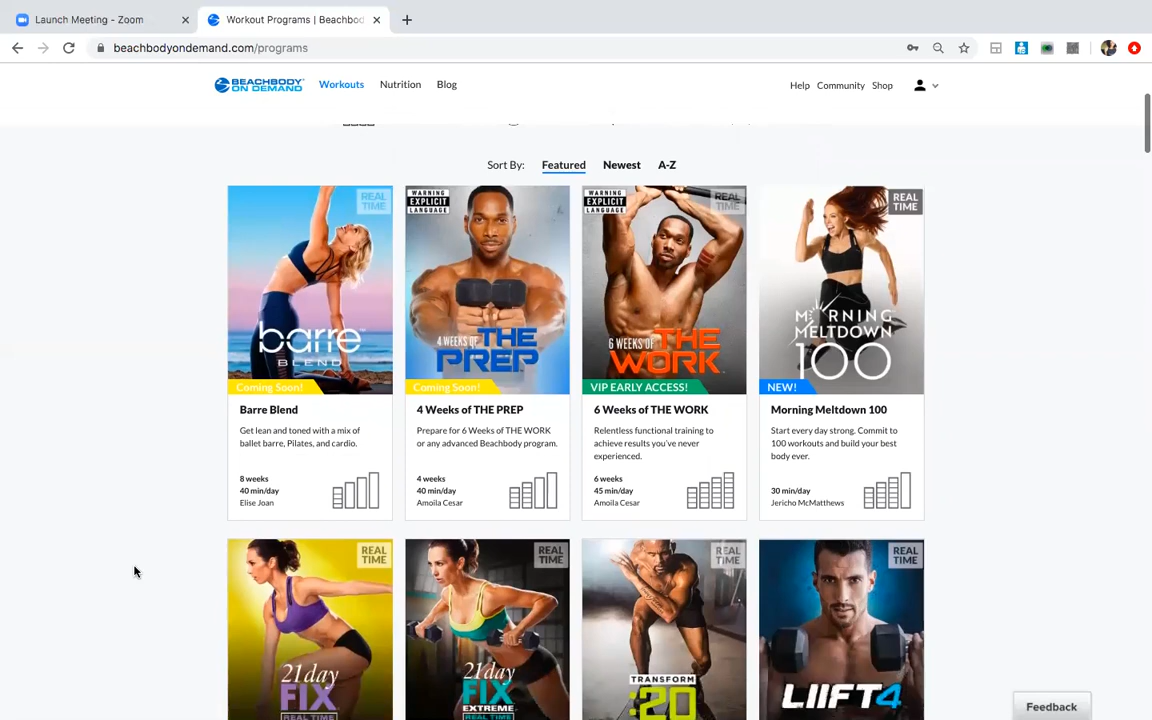 Launch Meeting - Zoom
Workout Programs | Beachbod
beachbodyondemand.com/programs
BEACHBODY
ON DEMAND
Workouts
Nutrition
Blog
Help
Community
Shop
Sort By:
Featured
Newest
A-Z
REAL
TIME
barre
BLEND
Coming Soon!
Barre Blend
Get lean and toned with a mix of
ballet barre, Pilates, and cardio.
8 weeks
40 min/day
Elise Joan
WARNING
EXPLICIT
LANGUAGE
4 WEEKS OF
THE
PREP
Coming Soon!
4 Weeks of THE PREP
Prepare for 6 Weeks of THE WORK
or any advanced Beachbody program.
4 weeks
40 min/day
Amoila Cesar
WARNING
EXPLICIT
LANGUAGE
REAL
TIME
6 WEEKS OF
THE
WORK
VIP EARLY ACCESS!
6 Weeks of THE WORK
Relentless functional training to
achieve results you've never
experienced.
6 weeks
45 min/day
Amoila Cesar
REAL
TIME
MORNING
MELTDOWN
100
NEW!
Morning Meltdown 100
Start every day strong. Commit to
100 workouts and build your best
body ever.
30 min/day
Jericho McMatthews
REAL
TIME
21day
FIX
REAL TIME
REAL
TIME
21day
FIX
EXTREME
REAL TIME
REAL
TIME
TRANSFORM
:20
REAL
TIME
LIIFT4
Feedback